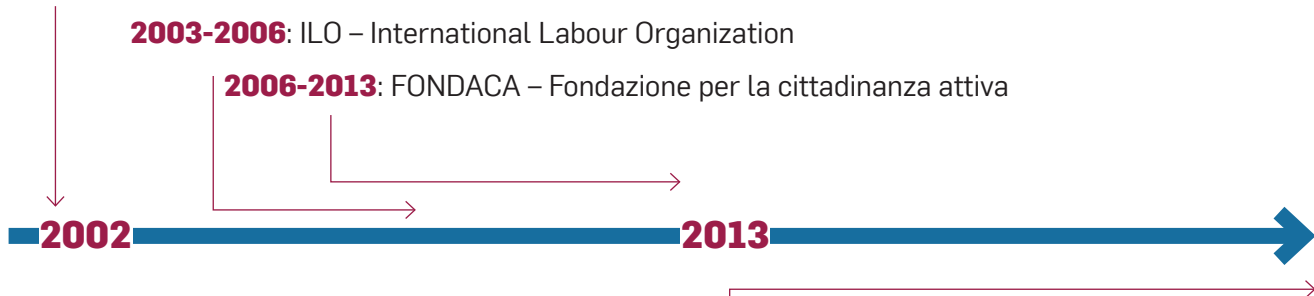 2003-2006: ILO – International Labour Organization
2006-2013: FONDACA – Fondazione per la cittadinanza attiva
2002
2013